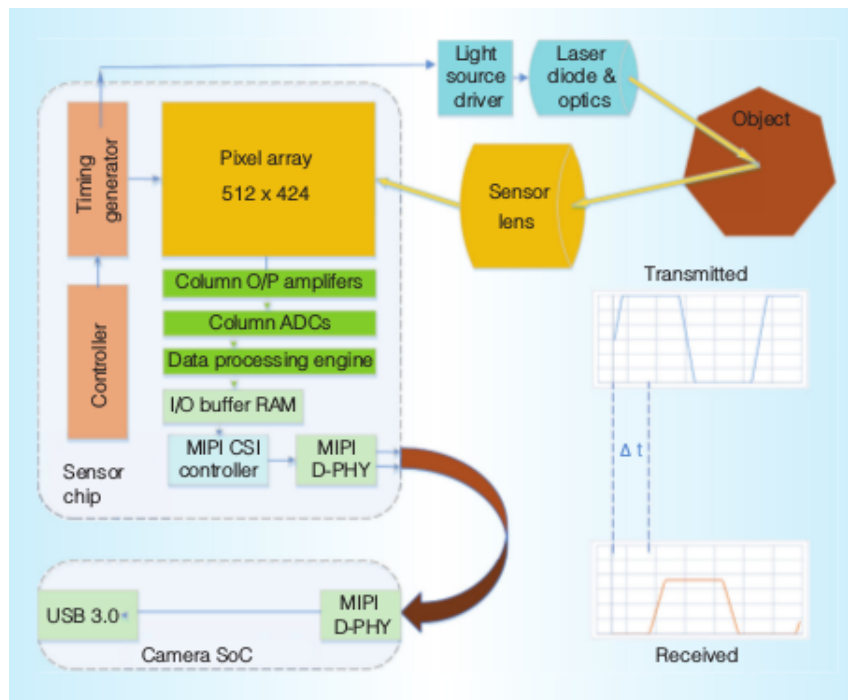 Light
source
driver
Laser
diode &
optics
Object
Timing
generator
Pixel array
512 x 424
Sensor
lens
Column O/P amplifers
Column ADCs
Data processing engine
I/O buffer RAM
Controller
MIPI CSI
controller
MIPI
D-PHY
Sensor
chip
Transmitted
Δ t
Received
USB 3.0
MIPI
D-PHY
Camera SoC